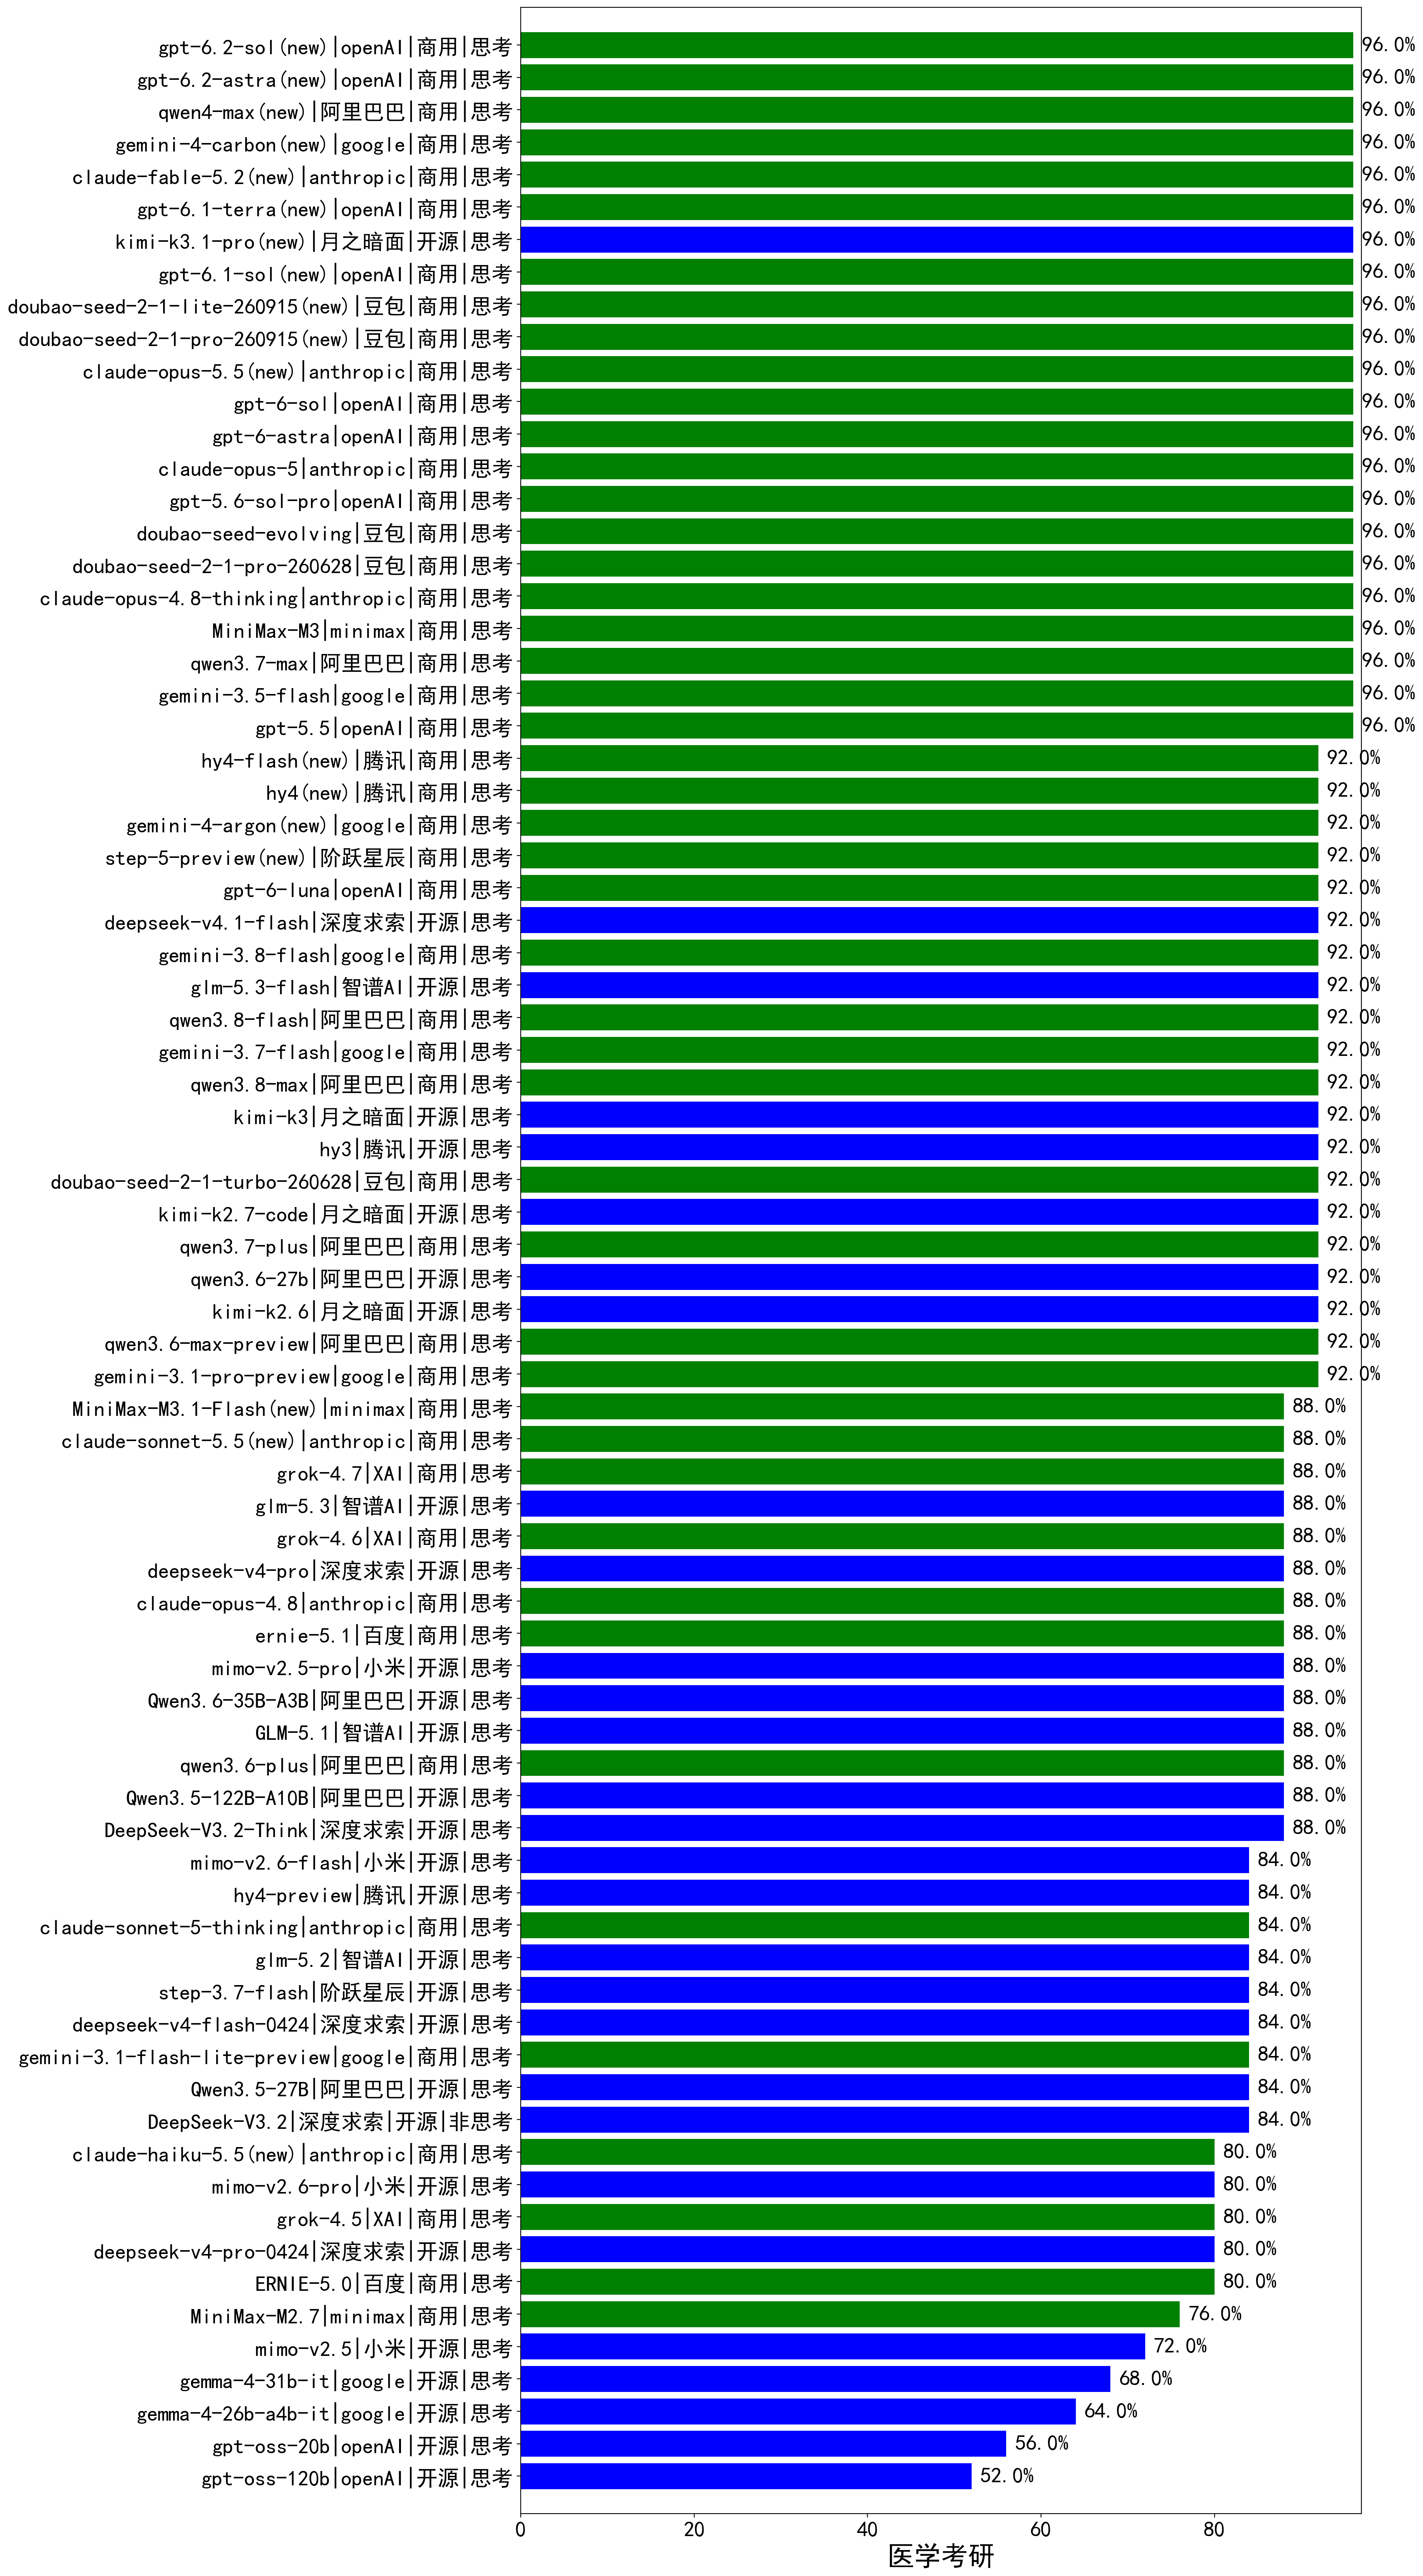 gpt-6.2-sol(new)|openAI|商用|思考 96.0%
gpt-6.2-astra(new)|openAI|商用|思考 96.0%
qwen4-max(new)|阿里巴巴|商用|思考 96.0%
gemini-4-carbon(new)|google|商用|思考 96.0%
claude-fable-5.2(new)|anthropic|商用|思考 96.0%
gpt-6.1-terra(new)|openAI|商用|思考 96.0%
kimi-k3.1-pro(new)|月之暗面|开源|思考 96.0%
gpt-6.1-sol(new)|openAI|商用|思考 96.0%
doubao-seed-2-1-lite-260915(new)|豆包|商用|思考 96.0%
doubao-seed-2-1-pro-260915(new)|豆包|商用|思考 96.0%
claude-opus-5.5(new)|anthropic|商用|思考 96.0%
gpt-6-sol|openAI|商用|思考 96.0%
gpt-6-astra|openAI|商用|思考 96.0%
claude-opus-5|anthropic|商用|思考 96.0%
gpt-5.6-sol-pro|openAI|商用|思考 96.0%
doubao-seed-evolving|豆包|商用|思考 96.0%
doubao-seed-2-1-pro-260628|豆包|商用|思考 96.0%
claude-opus-4.8-thinking|anthropic|商用|思考 96.0%
MiniMax-M3|minimax|商用|思考 96.0%
qwen3.7-max|阿里巴巴|商用|思考 96.0%
gemini-3.5-flash|google|商用|思考 96.0%
gpt-5.5|openAI|商用|思考 96.0%
hy4-flash(new)|腾讯|商用|思考 92.0%
hy4(new)|腾讯|商用|思考 92.0%
gemini-4-argon(new)|google|商用|思考 92.0%
step-5-preview(new)|阶跃星辰|商用|思考 92.0%
gpt-6-luna|openAI|商用|思考 92.0%
deepseek-v4.1-flash|深度求索|开源|思考 92.0%
gemini-3.8-flash|google|商用|思考 92.0%
glm-5.3-flash|智谱AI|开源|思考 92.0%
qwen3.8-flash|阿里巴巴|商用|思考 92.0%
gemini-3.7-flash|google|商用|思考 92.0%
qwen3.8-max|阿里巴巴|商用|思考 92.0%
kimi-k3|月之暗面|开源|思考 92.0%
hy3|腾讯|开源|思考 92.0%
doubao-seed-2-1-turbo-260628|豆包|商用|思考 92.0%
kimi-k2.7-code|月之暗面|开源|思考 92.0%
qwen3.7-plus|阿里巴巴|商用|思考 92.0%
qwen3.6-27b|阿里巴巴|开源|思考 92.0%
kimi-k2.6|月之暗面|开源|思考 92.0%
qwen3.6-max-preview|阿里巴巴|商用|思考 92.0%
gemini-3.1-pro-preview|google|商用|思考 92.0%
MiniMax-M3.1-Flash(new)|minimax|商用|思考 88.0%
claude-sonnet-5.5(new)|anthropic|商用|思考 88.0%
grok-4.7|XAI|商用|思考 88.0%
glm-5.3|智谱AI|开源|思考 88.0%
grok-4.6|XAI|商用|思考 88.0%
deepseek-v4-pro|深度求索|开源|思考 88.0%
claude-opus-4.8|anthropic|商用|思考 88.0%
ernie-5.1|百度|商用|思考 88.0%
mimo-v2.5-pro|小米|开源|思考 88.0%
Qwen3.6-35B-A3B|阿里巴巴|开源|思考 88.0%
GLM-5.1|智谱AI|开源|思考 88.0%
qwen3.6-plus|阿里巴巴|商用|思考 88.0%
Qwen3.5-122B-A10B|阿里巴巴|开源|思考 88.0%
DeepSeek-V3.2-Think|深度求索|开源|思考 88.0%
mimo-v2.6-flash|小米|开源|思考 84.0%
hy4-preview|腾讯|开源|思考 84.0%
claude-sonnet-5-thinking|anthropic|商用|思考 84.0%
glm-5.2|智谱AI|开源|思考 84.0%
step-3.7-flash|阶跃星辰|开源|思考 84.0%
deepseek-v4-flash-0424|深度求索|开源|思考 84.0%
gemini-3.1-flash-lite-preview|google|商用|思考 84.0%
Qwen3.5-27B|阿里巴巴|开源|思考 84.0%
DeepSeek-V3.2|深度求索|开源|非思考 84.0%
claude-haiku-5.5(new)|anthropic|商用|思考 80.0%
mimo-v2.6-pro|小米|开源|思考 80.0%
grok-4.5|XAI|商用|思考 80.0%
deepseek-v4-pro-0424|深度求索|开源|思考 80.0%
ERNIE-5.0|百度|商用|思考 80.0%
MiniMax-M2.7|minimax|商用|思考 76.0%
mimo-v2.5|小米|开源|思考 72.0%
gemma-4-31b-it|google|开源|思考 68.0%
gemma-4-26b-a4b-it|google|开源|思考 64.0%
gpt-oss-20b|openAI|开源|思考 56.0%
gpt-oss-120b|openAI|开源|思考 52.0%
0 20 40 60 80
医学考研